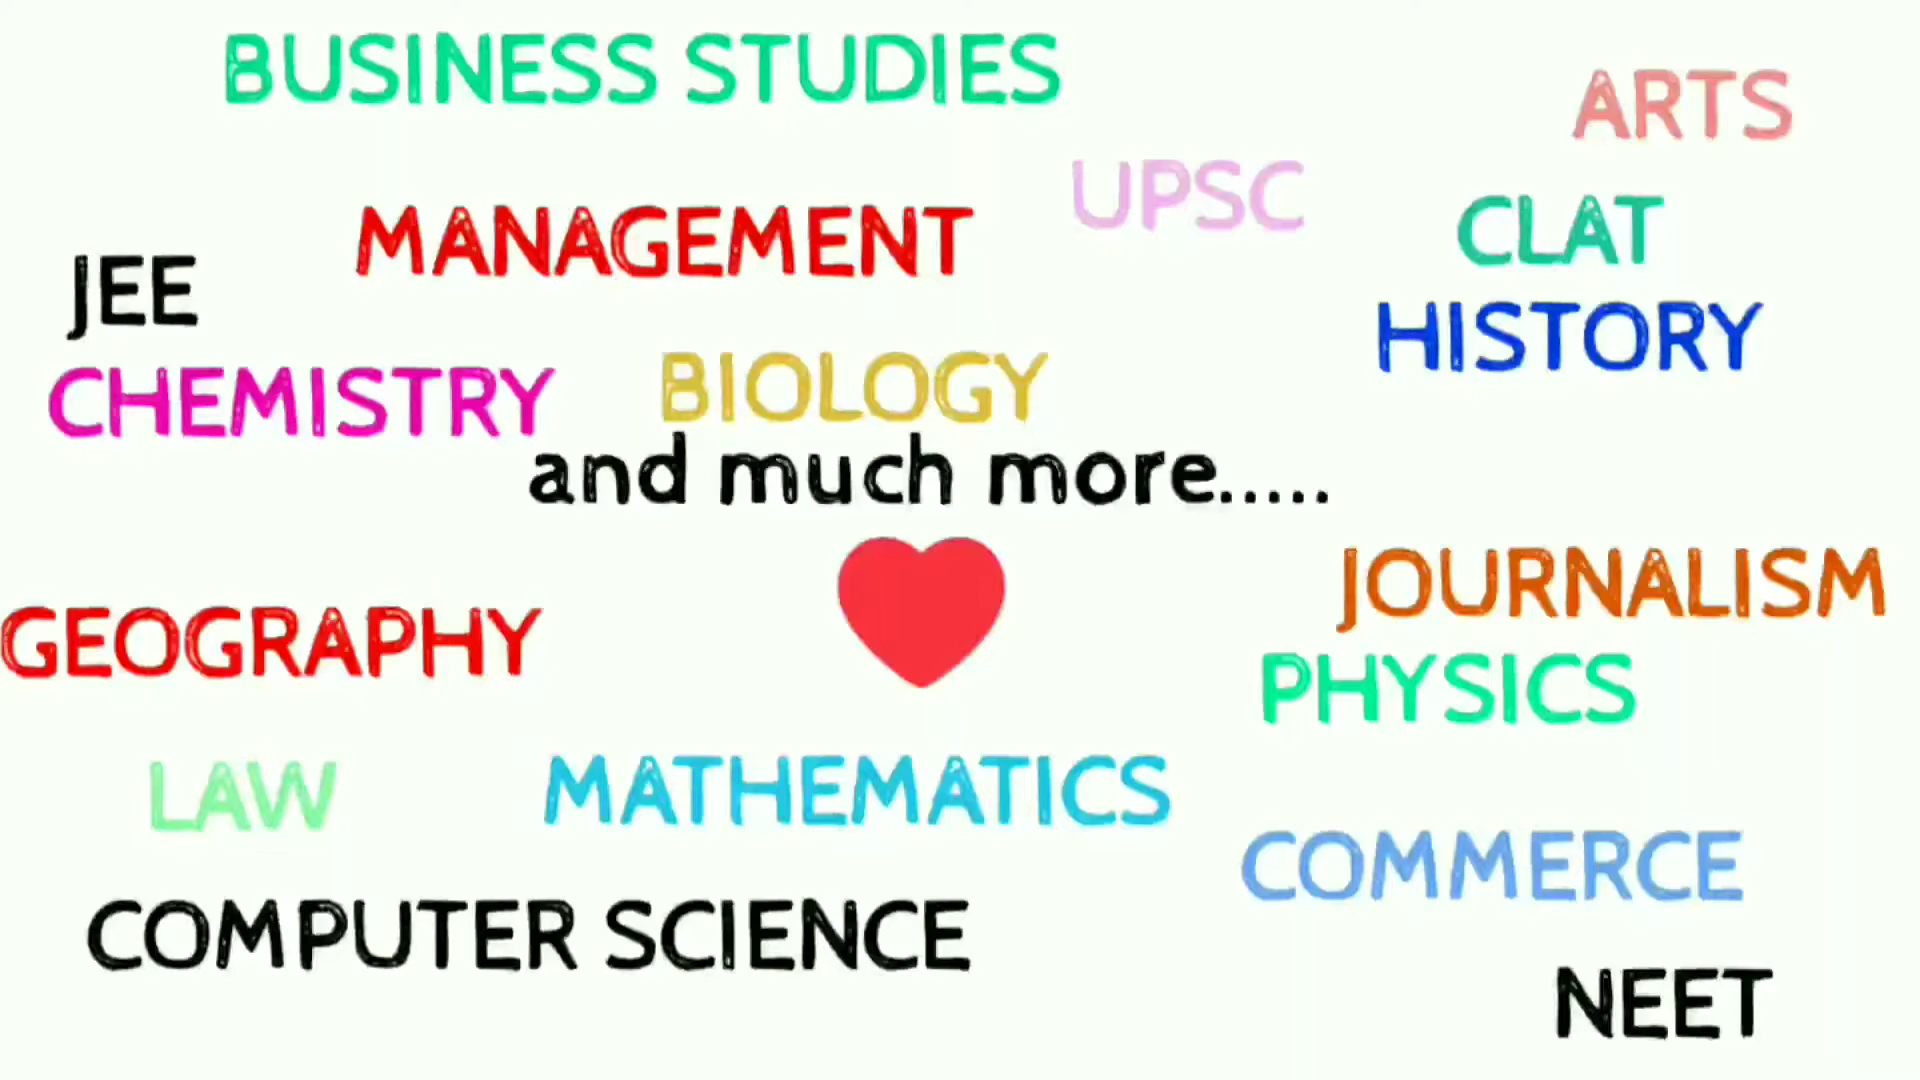 BUSINESS STUDIES
ARTS
UPSC
MANAGEMENT
CLAT
JEE
HISTORY
CHEMISTRY
BIOLOGY
and much more.....
JOURNALISM
GEOGRAPHY
PHYSICS
LAW
MATHEMATICS
COMMERCE
COMPUTER SCIENCE
NEET